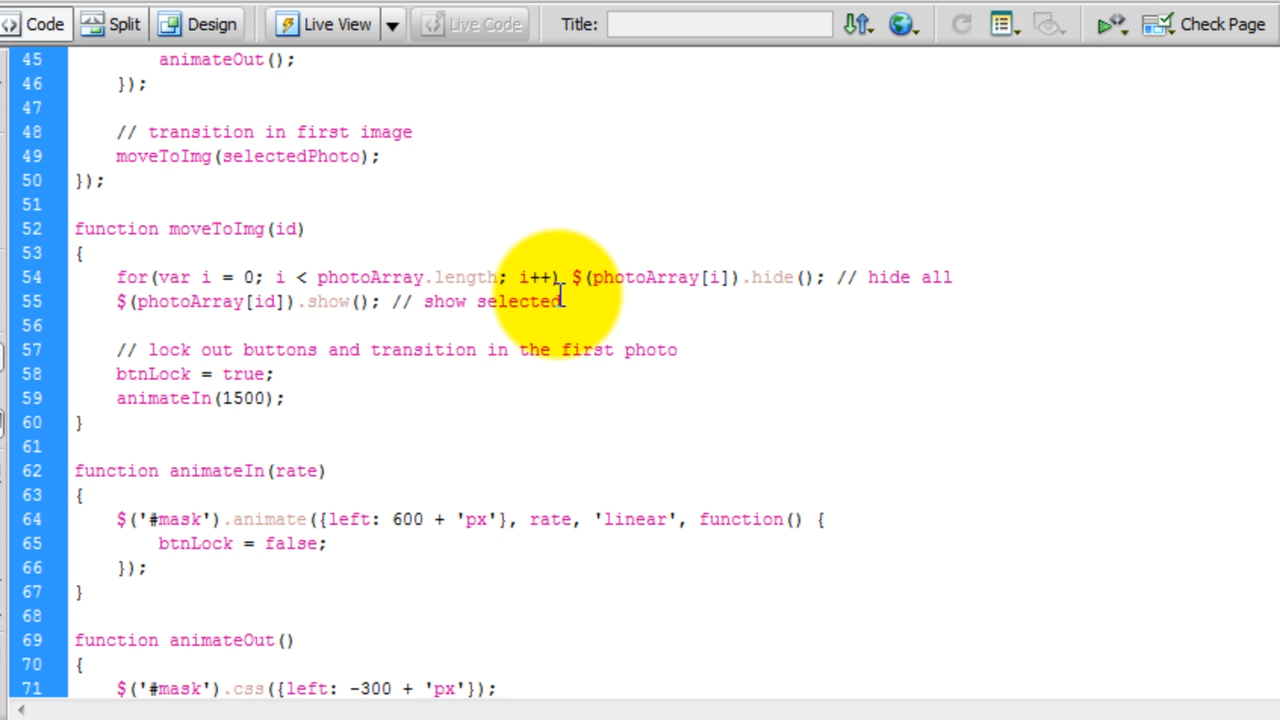 Code Split Design Live View Live Code Title: Check Page
45 animateOut();
46 });
47
48 // transition in first image
49 moveToImg(selectedPhoto);
50 });
51
52 function moveToImg(id)
53 {
54 for(var i = 0; i < photoArray.length; i++) $(photoArray[i]).hide(); // hide all
55 $(photoArray[id]).show(); // show selected
56
57 // lock out buttons and transition in the first photo
58 btnLock = true;
59 animateIn(1500);
60 }
61
62 function animateIn(rate)
63 {
64 $('#mask').animate({left: 600 + 'px'}, rate, 'linear', function() {
65 btnLock = false;
66 });
67 }
68
69 function animateOut()
70 {
71 $('#mask').css({left: -300 + 'px'});